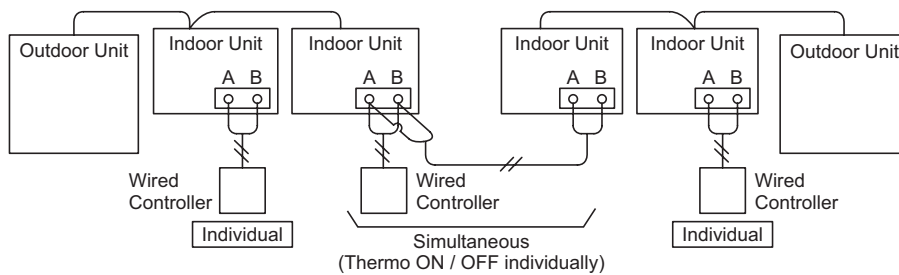 Outdoor Unit
Indoor Unit
Indoor Unit
Indoor Unit
Indoor Unit
Outdoor Unit
A B
A B
A B
A B
Wired
Controller
Wired
Controller
Wired
Controller
Individual
Simultaneous
(Thermo ON / OFF individually)
Individual